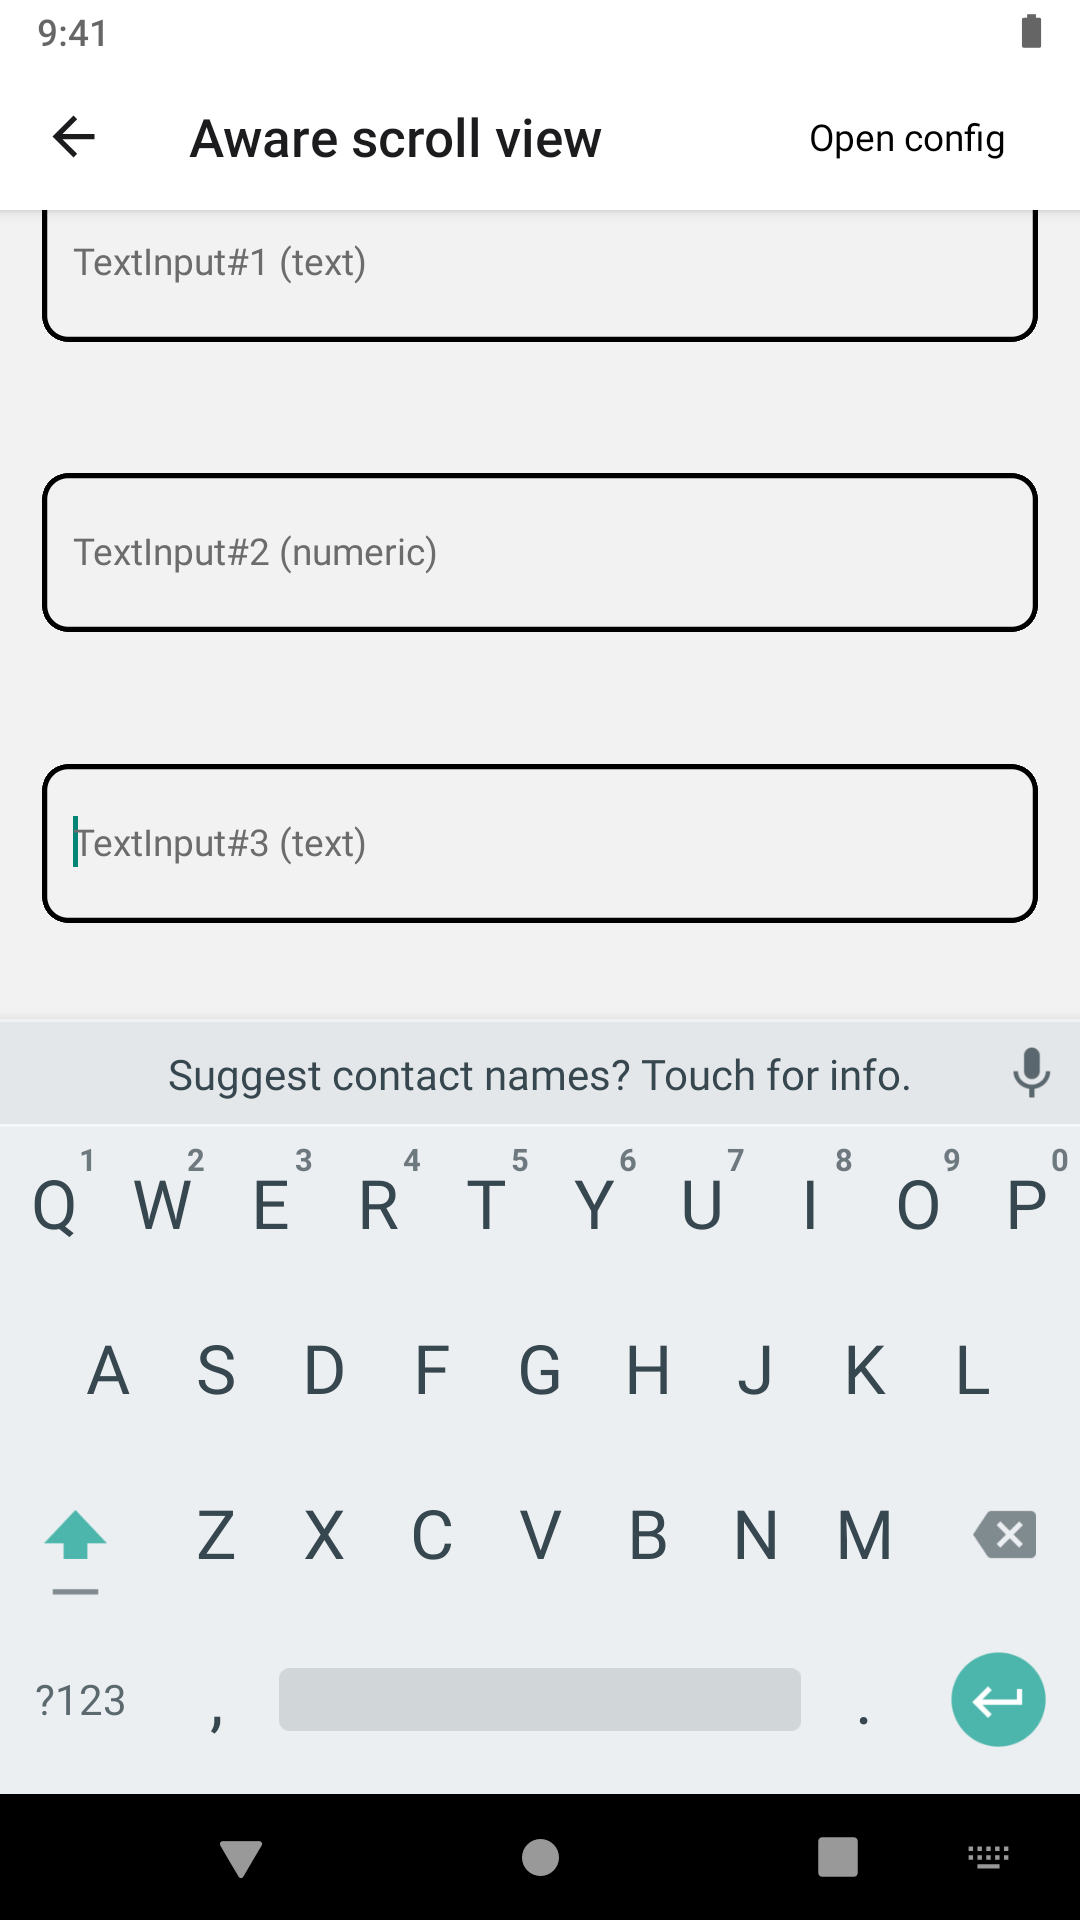 9:41
Aware scroll view
Open config
TextInput#1 (text)
TextInput#2 (numeric)
TextInput#3 (text)
Suggest contact names? Touch for info.
1 2 3 4 5 6 7 8 9 0
Q W E R T Y U I O P
A S D F G H J K L
Z X C V B N M
?123 , .